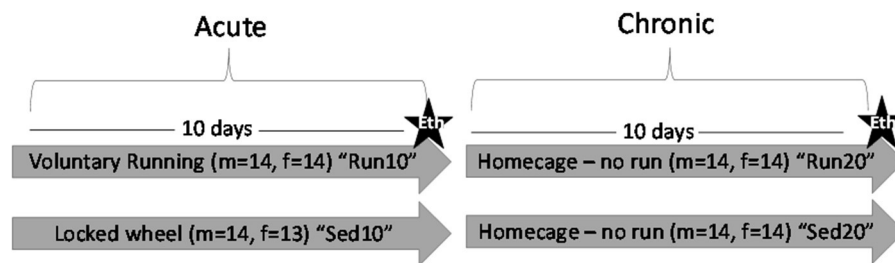 Acute
Chronic
10 days
Eth
10 days
Eth
Voluntary Running (m=14, f=14) “Run10”
Homecage – no run (m=14, f=14) “Run20”
Locked wheel (m=14, f=13) “Sed10”
Homecage – no run (m=14, f=14) “Sed20”